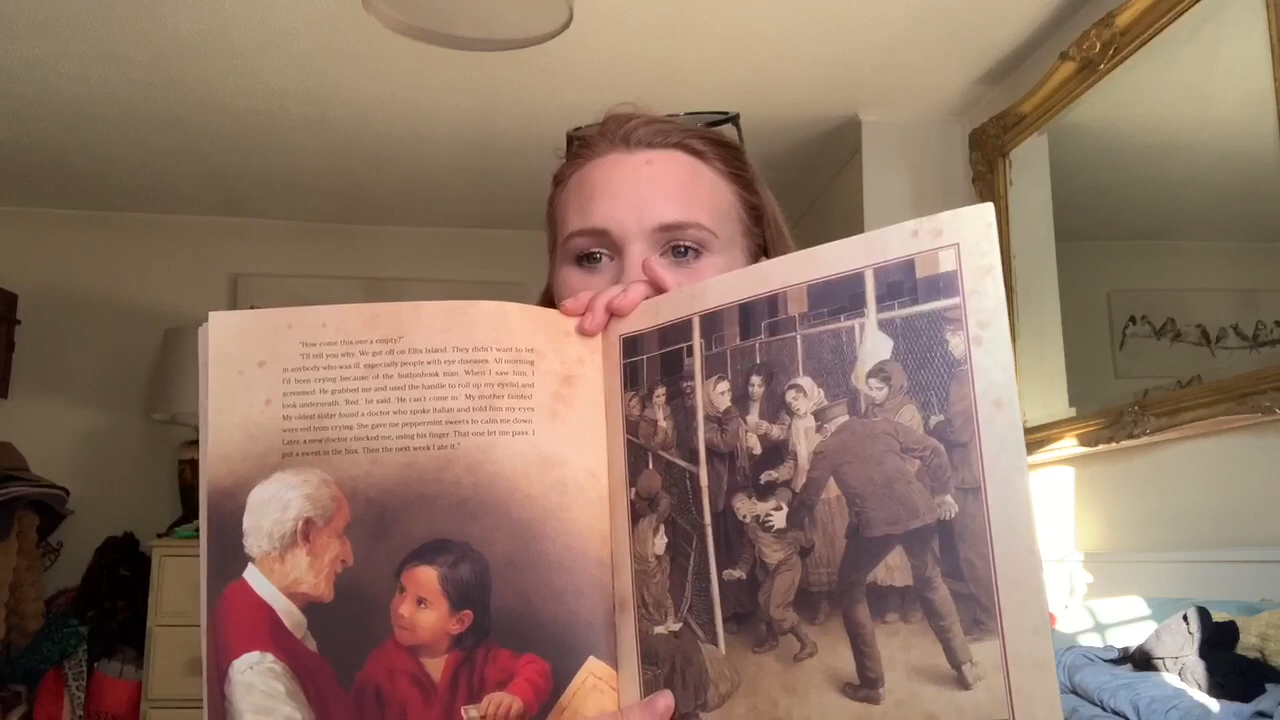 "How come this one's empty?"
"I'll tell you why. We got off on Ellis Island. They didn't want to let
in anybody who was ill, especially people with eye diseases. All morning
I'd been crying because of the buttonhook man. When I saw him, I
screamed. He grabbed me and used the handle to roll up my eyelid and
look underneath. 'Red,' he said. 'He can't come in.' My mother fainted.
My oldest sister found a doctor who spoke Italian and told him my eyes
were red from crying. She gave me peppermint sweets to calm me down.
Later, a new doctor checked me, using his finger. That one let me pass. I
put a sweet in the box. Then the next week I ate it."